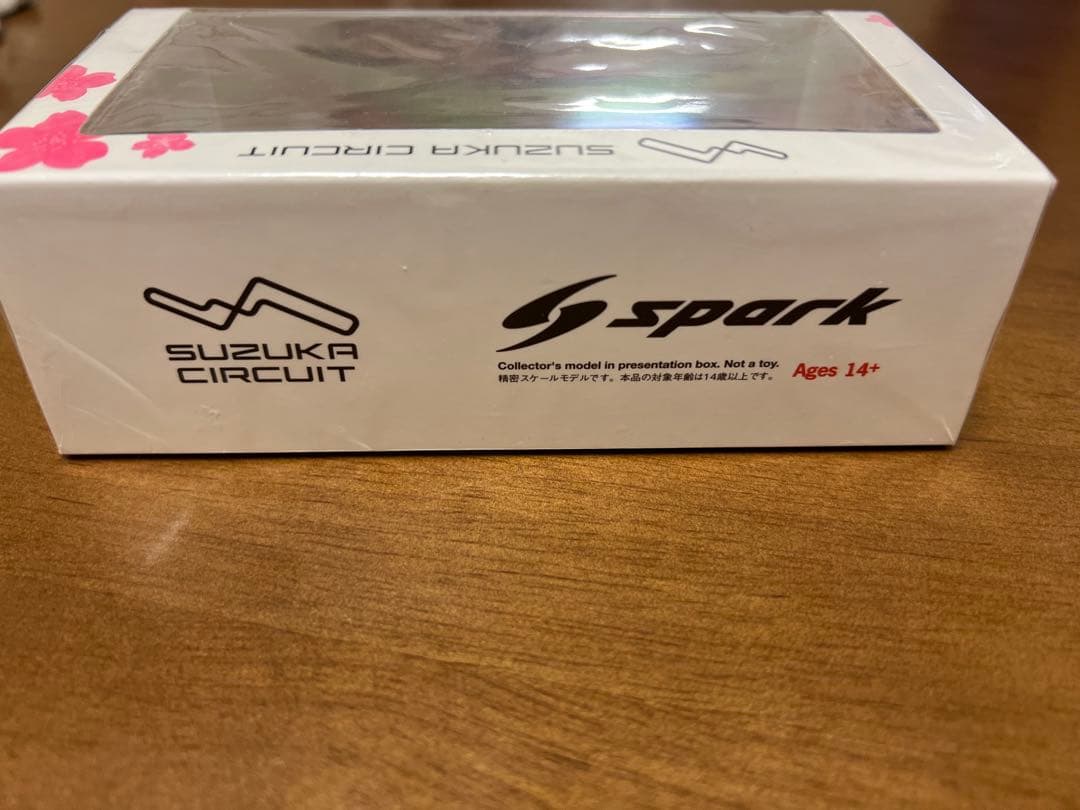 SUZUKA CIRCUIT
SUZUKA
CIRCUIT
spark
Collector's model in presentation box. Not a toy.
精密スケールモデルです。本品の対象年齢は14歳以上です。
Ages 14+